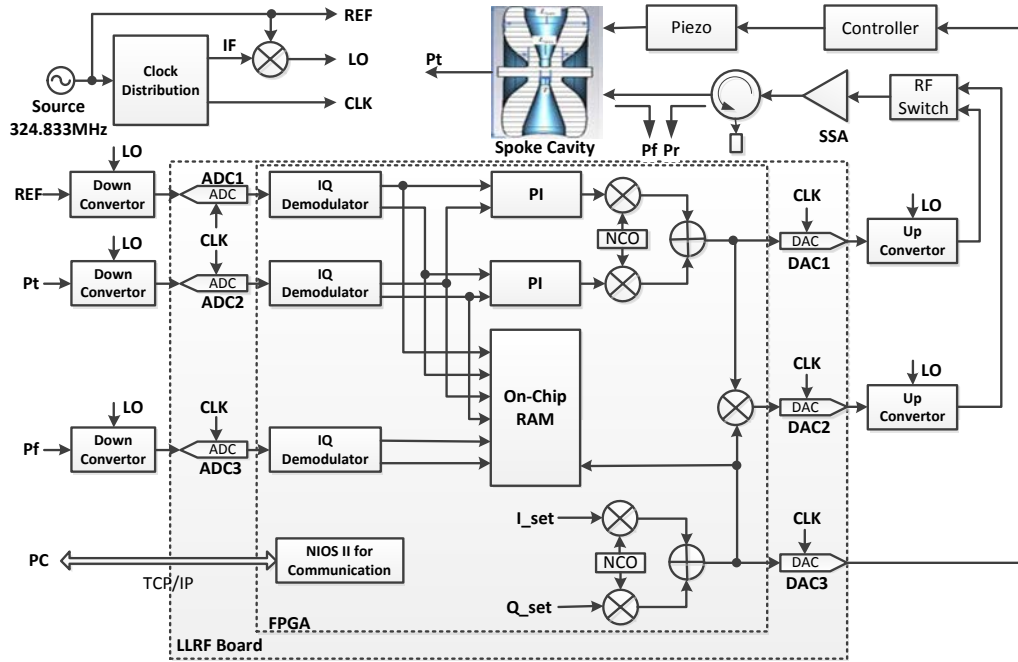 REF
IF
LO
CLK
Clock
Distribution
Source
324.833MHz
Pt
Spoke Cavity
Piezo
Controller
Pf Pr
SSA
RF
Switch
LO
REF
Down
Convertor
ADC1
ADC
CLK
IQ
Demodulator
PI
NCO
CLK
DAC
DAC1
LO
Up
Convertor
LO
Pt
Down
Convertor
ADC
ADC2
IQ
Demodulator
PI
On-Chip
RAM
CLK
DAC
DAC2
LO
Up
Convertor
LO
Pf
Down
Convertor
CLK
ADC
ADC3
IQ
Demodulator
I_set
NCO
Q_set
CLK
DAC
DAC3
PC
TCP/IP
NIOS II for
Communication
FPGA
LLRF Board